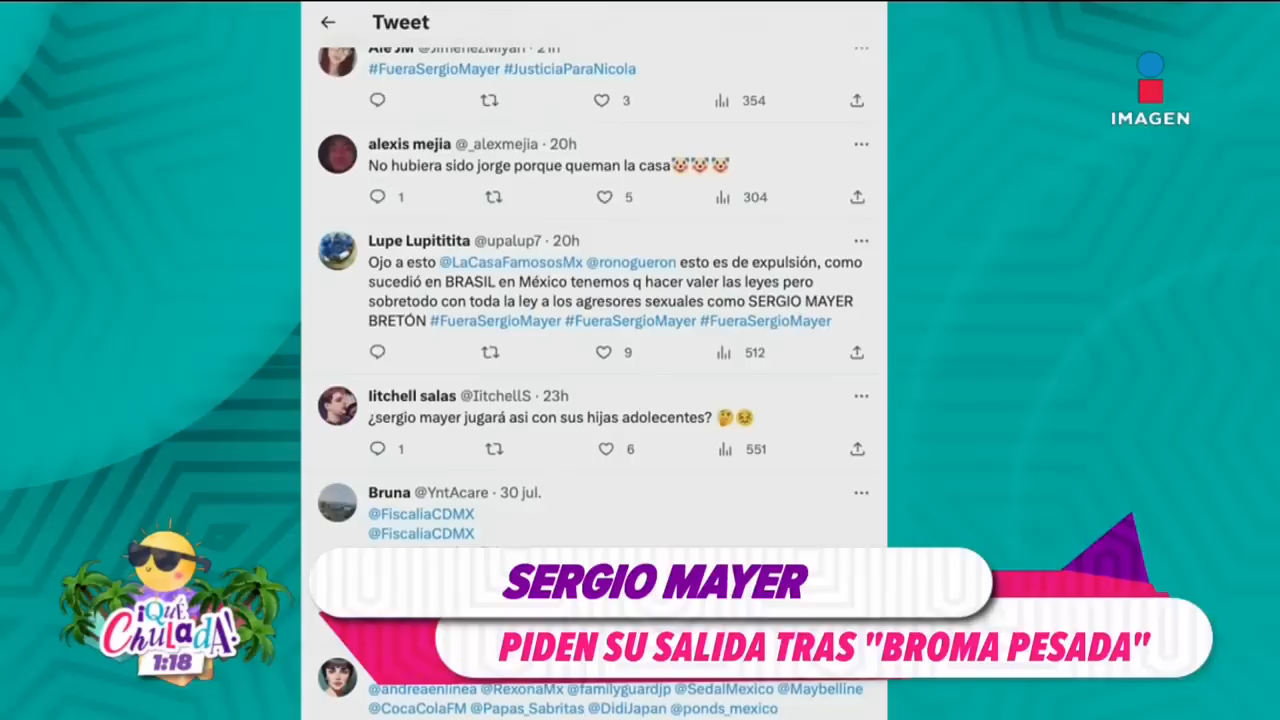 Tweet
Ale JM @JimenezMiyan · 21h
#FueraSergioMayer #JusticiaParaNicola
3 354
IMAGEN
alexis mejia @_alexmejia · 20h
No hubiera sido jorge porque queman la casa🤡🤡🤡
1 5 304
Lupe Lupititita @upalup7 · 20h
Ojo a esto @LaCasaFamososMx @ronogueron esto es de expulsión, como
sucedió en BRASIL en México tenemos q hacer valer las leyes pero
sobretodo con toda la ley a los agresores sexuales como SERGIO MAYER
BRETÓN #FueraSergioMayer #FueraSergioMayer #FueraSergioMayer
9 512
litchell salas @IitchellS · 23h
¿sergio mayer jugará asi con sus hijas adolecentes? 🤔😣
1 6 551
Bruna @YntAcare · 30 jul.
@FiscaliaCDMX
@FiscaliaCDMX
SERGIO MAYER
PIDEN SU SALIDA TRAS "BROMA PESADA"
¡QUÉ
Chulada!
1:18
@andreaenlinea @RexonaMx @familyguardjp @SedalMexico @Maybelline
@CocaColaFM @Papas_Sabritas @DidiJapan @ponds_mexico